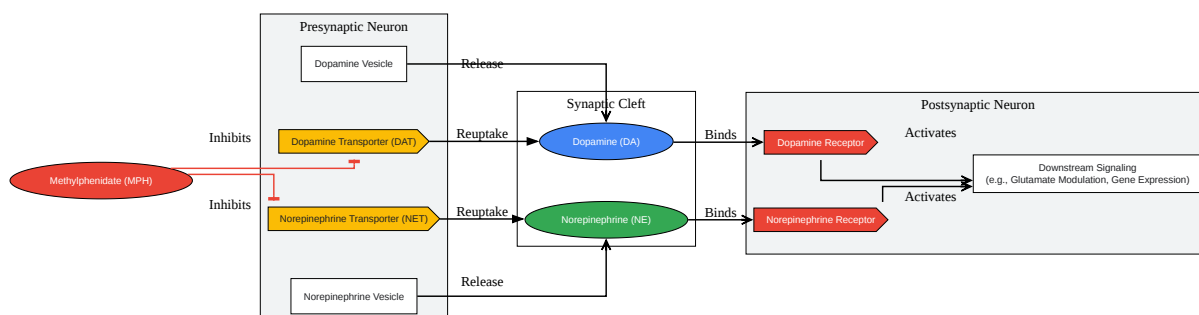 Presynaptic Neuron
Dopamine Vesicle
Release
Synaptic Cleft
Postsynaptic Neuron
Inhibits
Dopamine Transporter (DAT)
Reuptake
Dopamine (DA)
Binds
Dopamine Receptor
Activates
Methylphenidate (MPH)
Downstream Signaling
(e.g., Glutamate Modulation, Gene Expression)
Inhibits
Norepinephrine Transporter (NET)
Reuptake
Norepinephrine (NE)
Binds
Norepinephrine Receptor
Activates
Norepinephrine Vesicle
Release